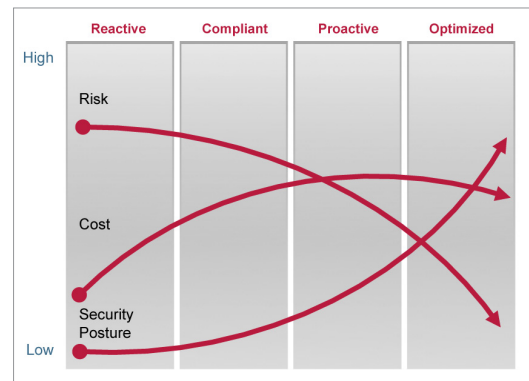 Reactive Compliant Proactive Optimized
High
Risk
Cost
Security
Posture
Low